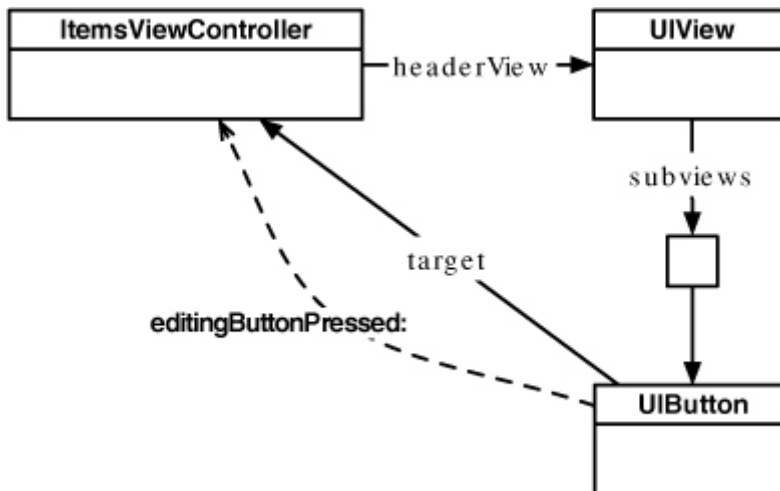 ItemsViewController
UIView
headerView
subviews
target
editingButtonPressed:
UIButton